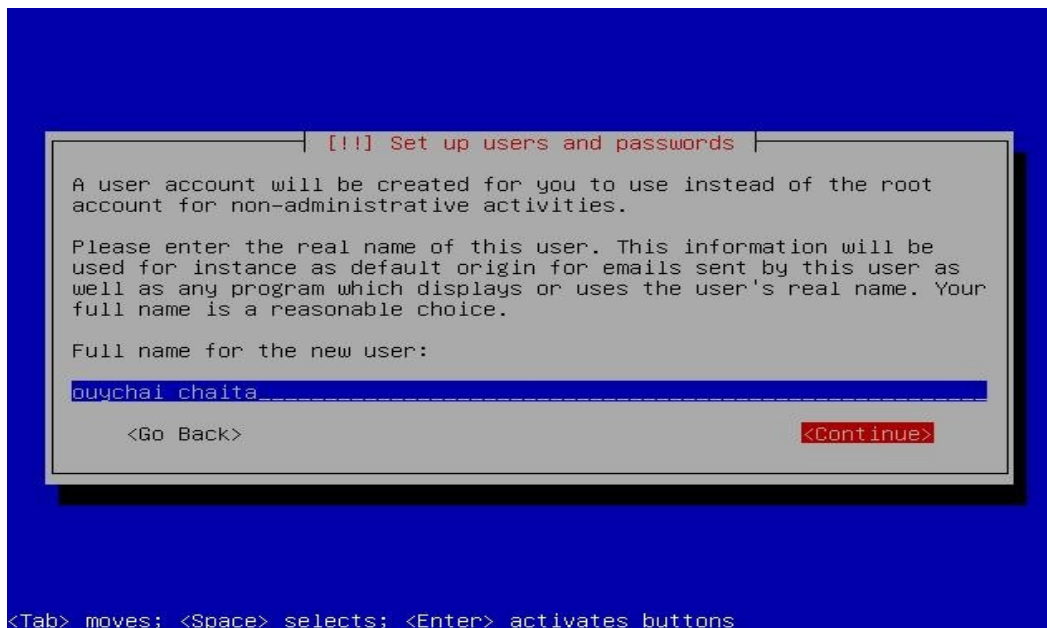 [!!] Set up users and passwords
A user account will be created for you to use instead of the root
account for non-administrative activities.
Please enter the real name of this user. This information will be
used for instance as default origin for emails sent by this user as
well as any program which displays or uses the user's real name. Your
full name is a reasonable choice.
Full name for the new user:
ouychai chaita
<Go Back> <Continue>
<Tab> moves; <Space> selects; <Enter> activates buttons